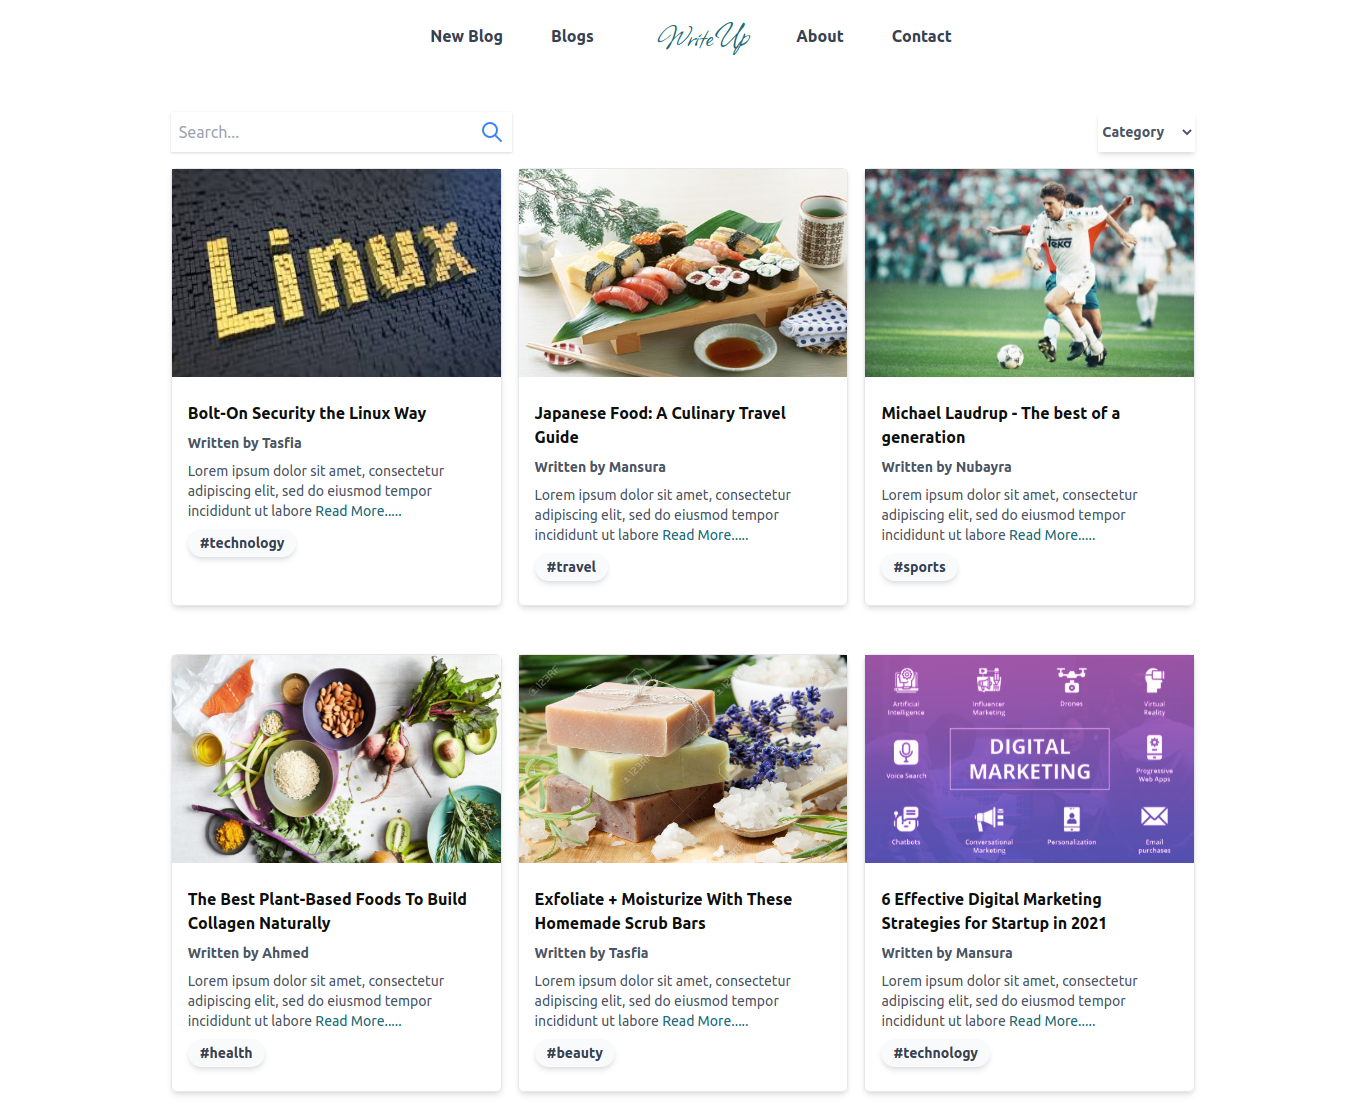 New Blog
Blogs
WriteUp
About
Contact
Search...
Category
Linux
Teka
Bolt-On Security the Linux Way
Written by Tasfia
Lorem ipsum dolor sit amet, consectetur
adipiscing elit, sed do eiusmod tempor
incididunt ut labore Read More.....
#technology
Japanese Food: A Culinary Travel
Guide
Written by Mansura
Lorem ipsum dolor sit amet, consectetur
adipiscing elit, sed do eiusmod tempor
incididunt ut labore Read More.....
#travel
Michael Laudrup - The best of a
generation
Written by Nubayra
Lorem ipsum dolor sit amet, consectetur
adipiscing elit, sed do eiusmod tempor
incididunt ut labore Read More.....
#sports
123RF
123RF
123RF
Artificial
Intelligence
Influencer
Marketing
Drones
Virtual
Reality
Voice Search
DIGITAL
MARKETING
Progressive
Web Apps
Chatbots
Conversational
Marketing
Personalization
Email
purchases
The Best Plant-Based Foods To Build
Collagen Naturally
Written by Ahmed
Lorem ipsum dolor sit amet, consectetur
adipiscing elit, sed do eiusmod tempor
incididunt ut labore Read More.....
#health
Exfoliate + Moisturize With These
Homemade Scrub Bars
Written by Tasfia
Lorem ipsum dolor sit amet, consectetur
adipiscing elit, sed do eiusmod tempor
incididunt ut labore Read More.....
#beauty
6 Effective Digital Marketing
Strategies for Startup in 2021
Written by Mansura
Lorem ipsum dolor sit amet, consectetur
adipiscing elit, sed do eiusmod tempor
incididunt ut labore Read More.....
#technology